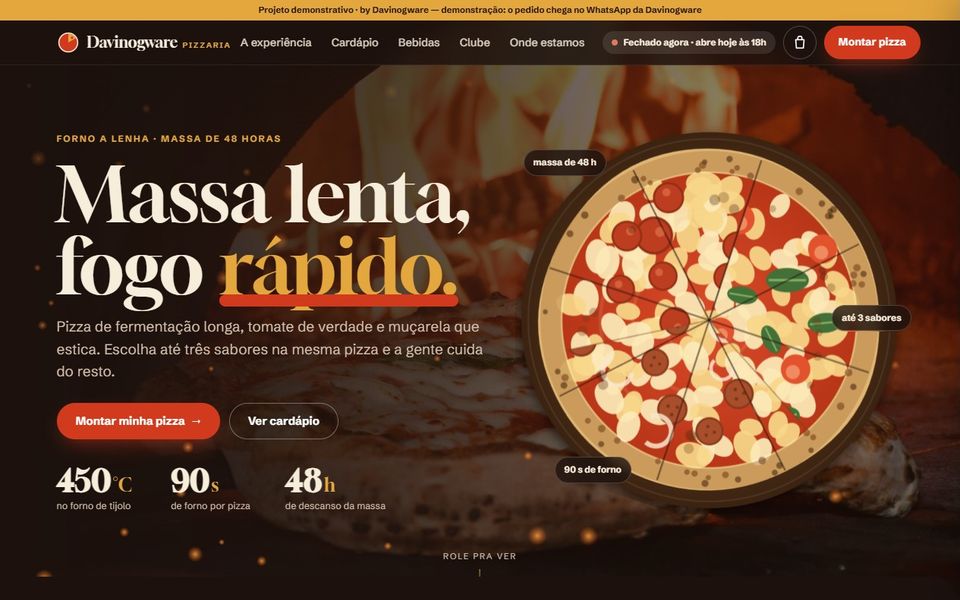 Projeto demonstrativo · by Davinogware — demonstração: o pedido chega no WhatsApp da Davinogware
Davinogware PIZZARIA A experiência Cardápio Bebidas Clube Onde estamos Fechado agora · abre hoje às 18h Montar pizza
FORNO A LENHA · MASSA DE 48 HORAS
massa de 48 h
Massa lenta,
fogo rápido.
até 3 sabores
Pizza de fermentação longa, tomate de verdade e muçarela que
estica. Escolha até três sabores na mesma pizza e a gente cuida
do resto.
Montar minha pizza → Ver cardápio
90 s de forno
450°C 90s 48h
no forno de tijolo de forno por pizza de descanso da massa
ROLE PRA VER